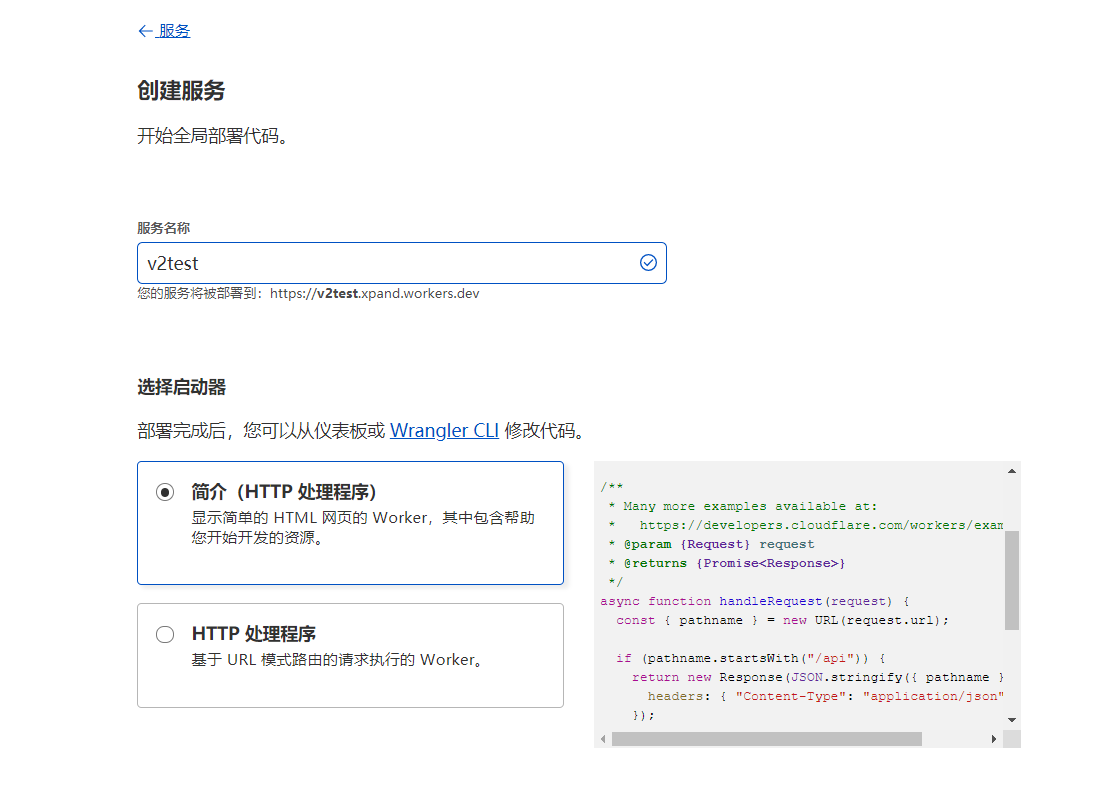 ← 服务
创建服务
开始全局部署代码。
服务名称
v2test
您的服务将被部署到：https://v2test.xpand.workers.dev
选择启动器
部署完成后，您可以从仪表板或 Wrangler CLI 修改代码。
简介（HTTP 处理程序）
显示简单的 HTML 网页的 Worker，其中包含帮助
您开始开发的资源。
HTTP 处理程序
基于 URL 模式路由的请求执行的 Worker。
/**
* Many more examples available at:
*   https://developers.cloudflare.com/workers/exam
* @param {Request} request
* @returns {Promise<Response>}
*/
async function handleRequest(request) {
const { pathname } = new URL(request.url);
if (pathname.startsWith("/api")) {
return new Response(JSON.stringify({ pathname }
headers: { "Content-Type": "application/json"
});